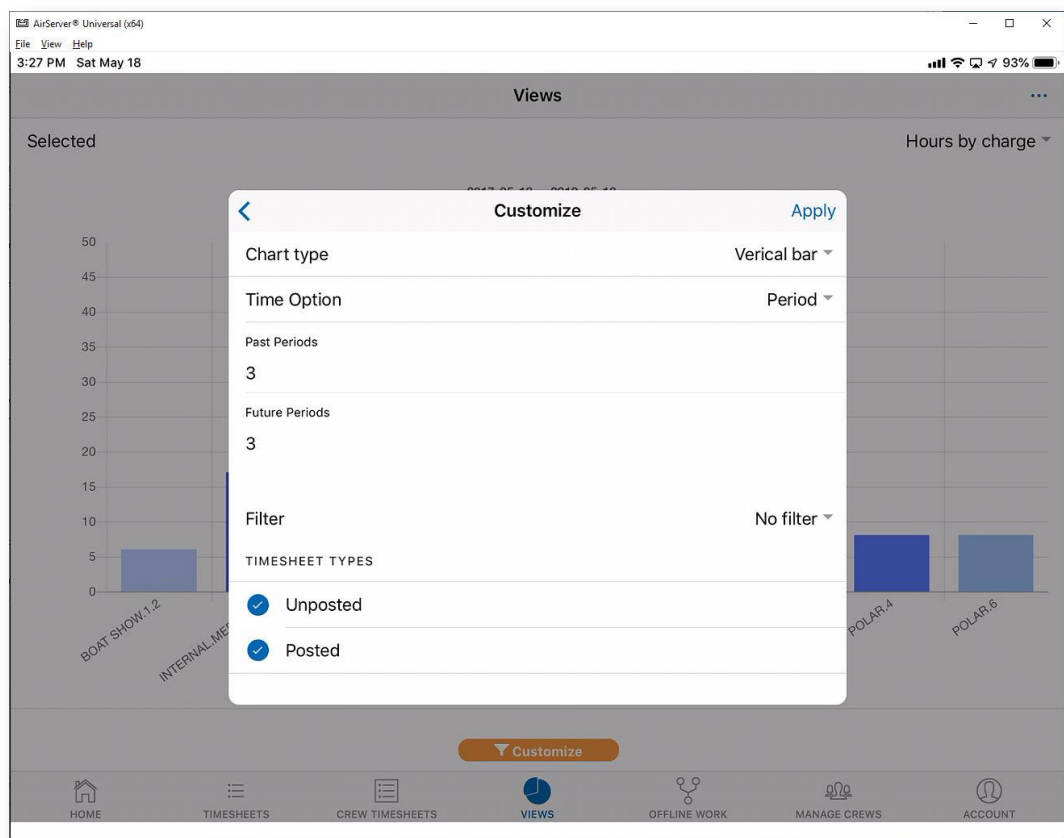 AirServer® Universal (x64)
File View Help
3:27 PM Sat May 18
93%
Views
Selected
Hours by charge
Customize
Apply
Chart type
Verical bar
Time Option
Period
Past Periods
3
Future Periods
3
Filter
No filter
TIMESHEET TYPES
Unposted
Posted
50
45
40
35
30
25
20
15
10
5
0
BOAT SHOW.1.2
POLAR.4
POLAR.6
Customize
HOME
TIMESHEETS
CREW TIMESHEETS
VIEWS
OFFLINE WORK
MANAGE CREWS
ACCOUNT